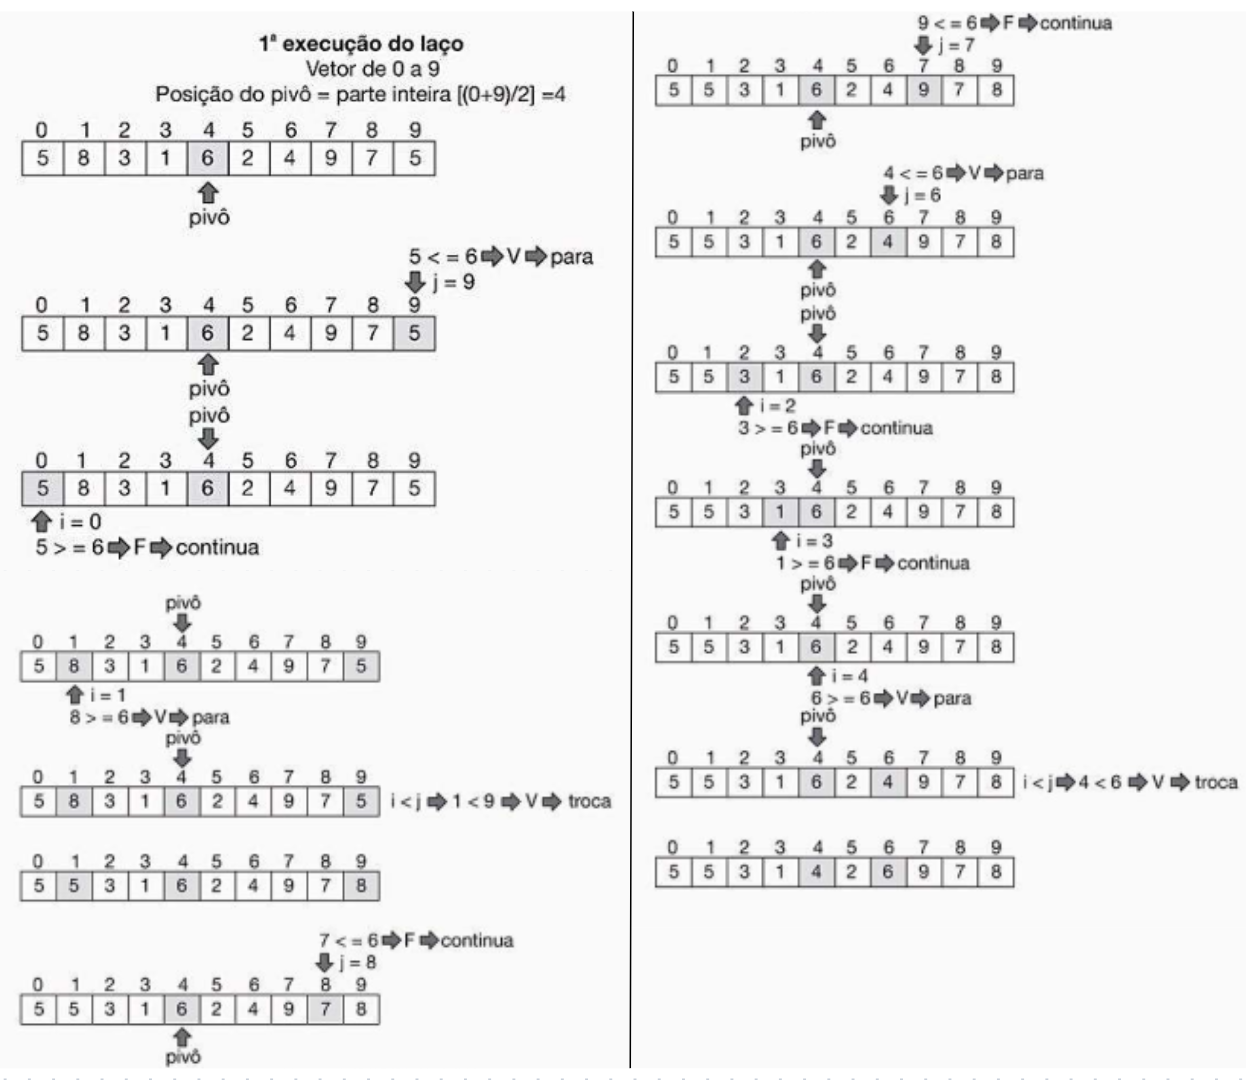 1ª execução do laço
Vetor de 0 a 9
Posição do pivô = parte inteira [(0+9)/2] =4
0 1 2 3 4 5 6 7 8 9
5 8 3 1 6 2 4 9 7 5
pivô
5 < = 6 V para
j = 9
0 1 2 3 4 5 6 7 8 9
5 8 3 1 6 2 4 9 7 5
pivô
pivô
0 1 2 3 4 5 6 7 8 9
5 8 3 1 6 2 4 9 7 5
i = 0
5 > = 6 F continua
pivô
0 1 2 3 4 5 6 7 8 9
5 8 3 1 6 2 4 9 7 5
i = 1
8 > = 6 V para
pivô
0 1 2 3 4 5 6 7 8 9
5 8 3 1 6 2 4 9 7 5 i < j 1 < 9 V troca
0 1 2 3 4 5 6 7 8 9
5 5 3 1 6 2 4 9 7 8
7 < = 6 F continua
j = 8
0 1 2 3 4 5 6 7 8 9
5 5 3 1 6 2 4 9 7 8
pivô
9 < = 6 F continua
j = 7
0 1 2 3 4 5 6 7 8 9
5 5 3 1 6 2 4 9 7 8
pivô
4 < = 6 V para
j = 6
0 1 2 3 4 5 6 7 8 9
5 5 3 1 6 2 4 9 7 8
pivô
pivô
0 1 2 3 4 5 6 7 8 9
5 5 3 1 6 2 4 9 7 8
i = 2
3 > = 6 F continua
pivô
0 1 2 3 4 5 6 7 8 9
5 5 3 1 6 2 4 9 7 8
i = 3
1 > = 6 F continua
pivô
0 1 2 3 4 5 6 7 8 9
5 5 3 1 6 2 4 9 7 8
i = 4
6 > = 6 V para
pivô
0 1 2 3 4 5 6 7 8 9
5 5 3 1 6 2 4 9 7 8 i < j 4 < 6 V troca
0 1 2 3 4 5 6 7 8 9
5 5 3 1 4 2 6 9 7 8